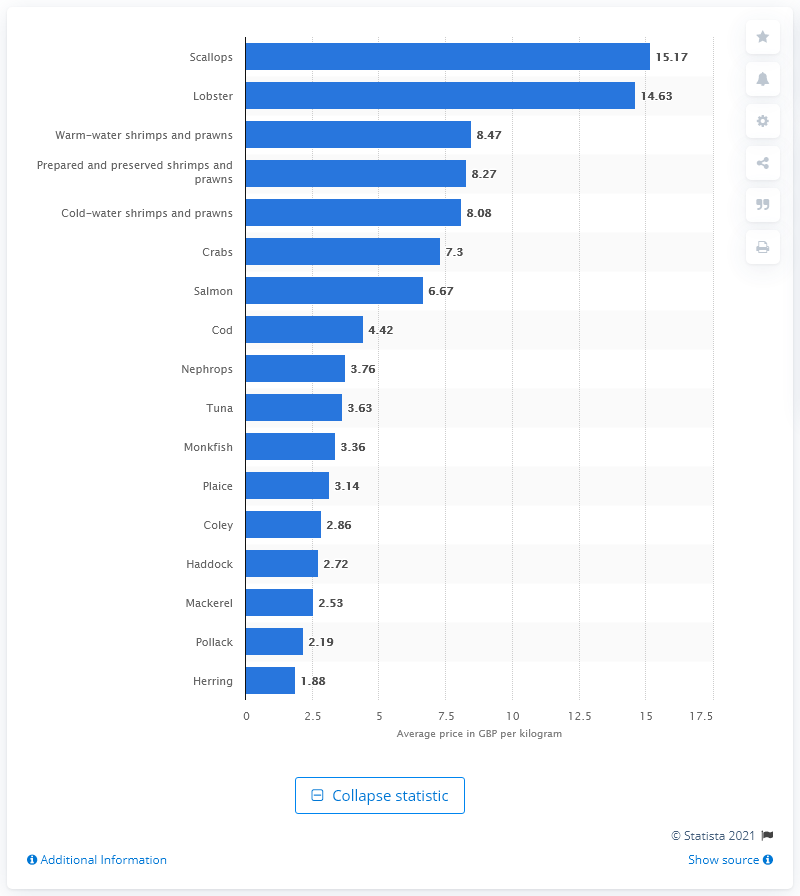 Scallops 15.17
Lobster 14.63
Warm-water shrimps and prawns 8.47
Prepared and preserved shrimps and
prawns 8.27
Cold-water shrimps and prawns 8.08
Crabs 7.3
Salmon 6.67
Cod 4.42
Nephrops 3.76
Tuna 3.63
Monkfish 3.36
Plaice 3.14
Coley 2.86
Haddock 2.72
Mackerel 2.53
Pollack 2.19
Herring 1.88
0 2.5 5 7.5 10 12.5 15 17.5
Average price in GBP per kilogram
Collapse statistic
© Statista 2021
Additional Information Show source